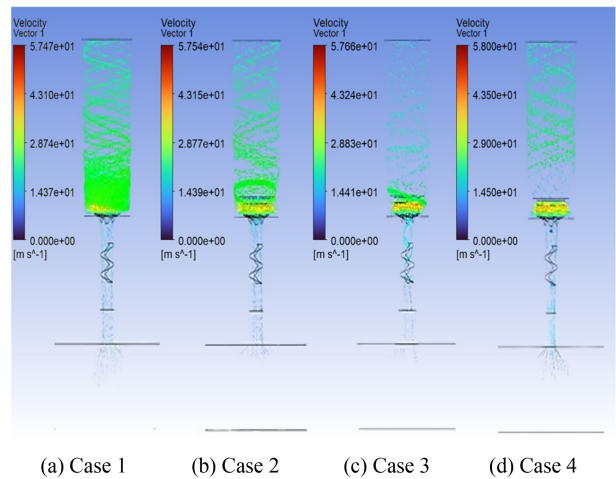 Velocity
Vector 1
5.747e+01
4.310e+01
2.874e+01
1.437e+01
0.000e+00
[m s^-1]
Velocity
Vector 1
5.754e+01
4.315e+01
2.877e+01
1.439e+01
0.000e+00
[m s^-1]
Velocity
Vector 1
5.766e+01
4.324e+01
2.883e+01
1.441e+01
0.000e+00
[m s^-1]
Velocity
Vector 1
5.800e+01
4.350e+01
2.900e+01
1.450e+01
0.000e+00
[m s^-1]
(a) Case 1
(b) Case 2
(c) Case 3
(d) Case 4